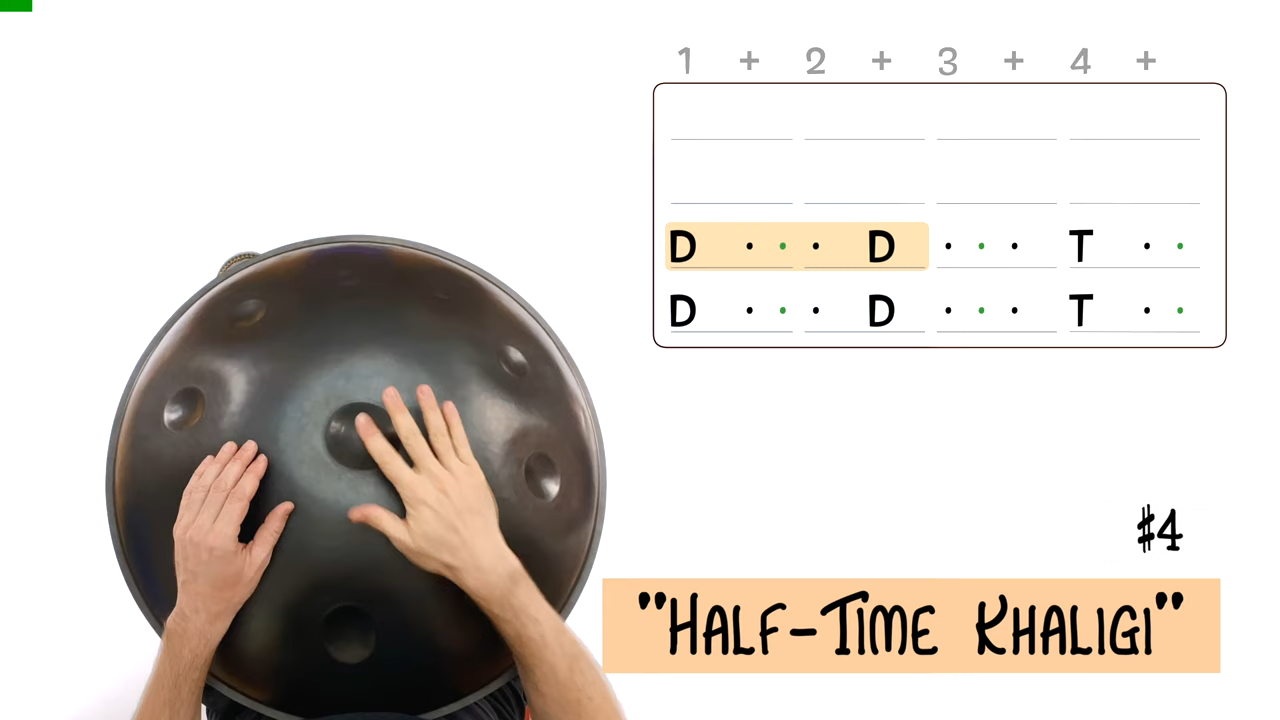 1 + 2 + 3 + 4 +
D · · · D · · · T · ·
D · · · D · · · T · ·
#4
"HALF-TIME KHALIGI"